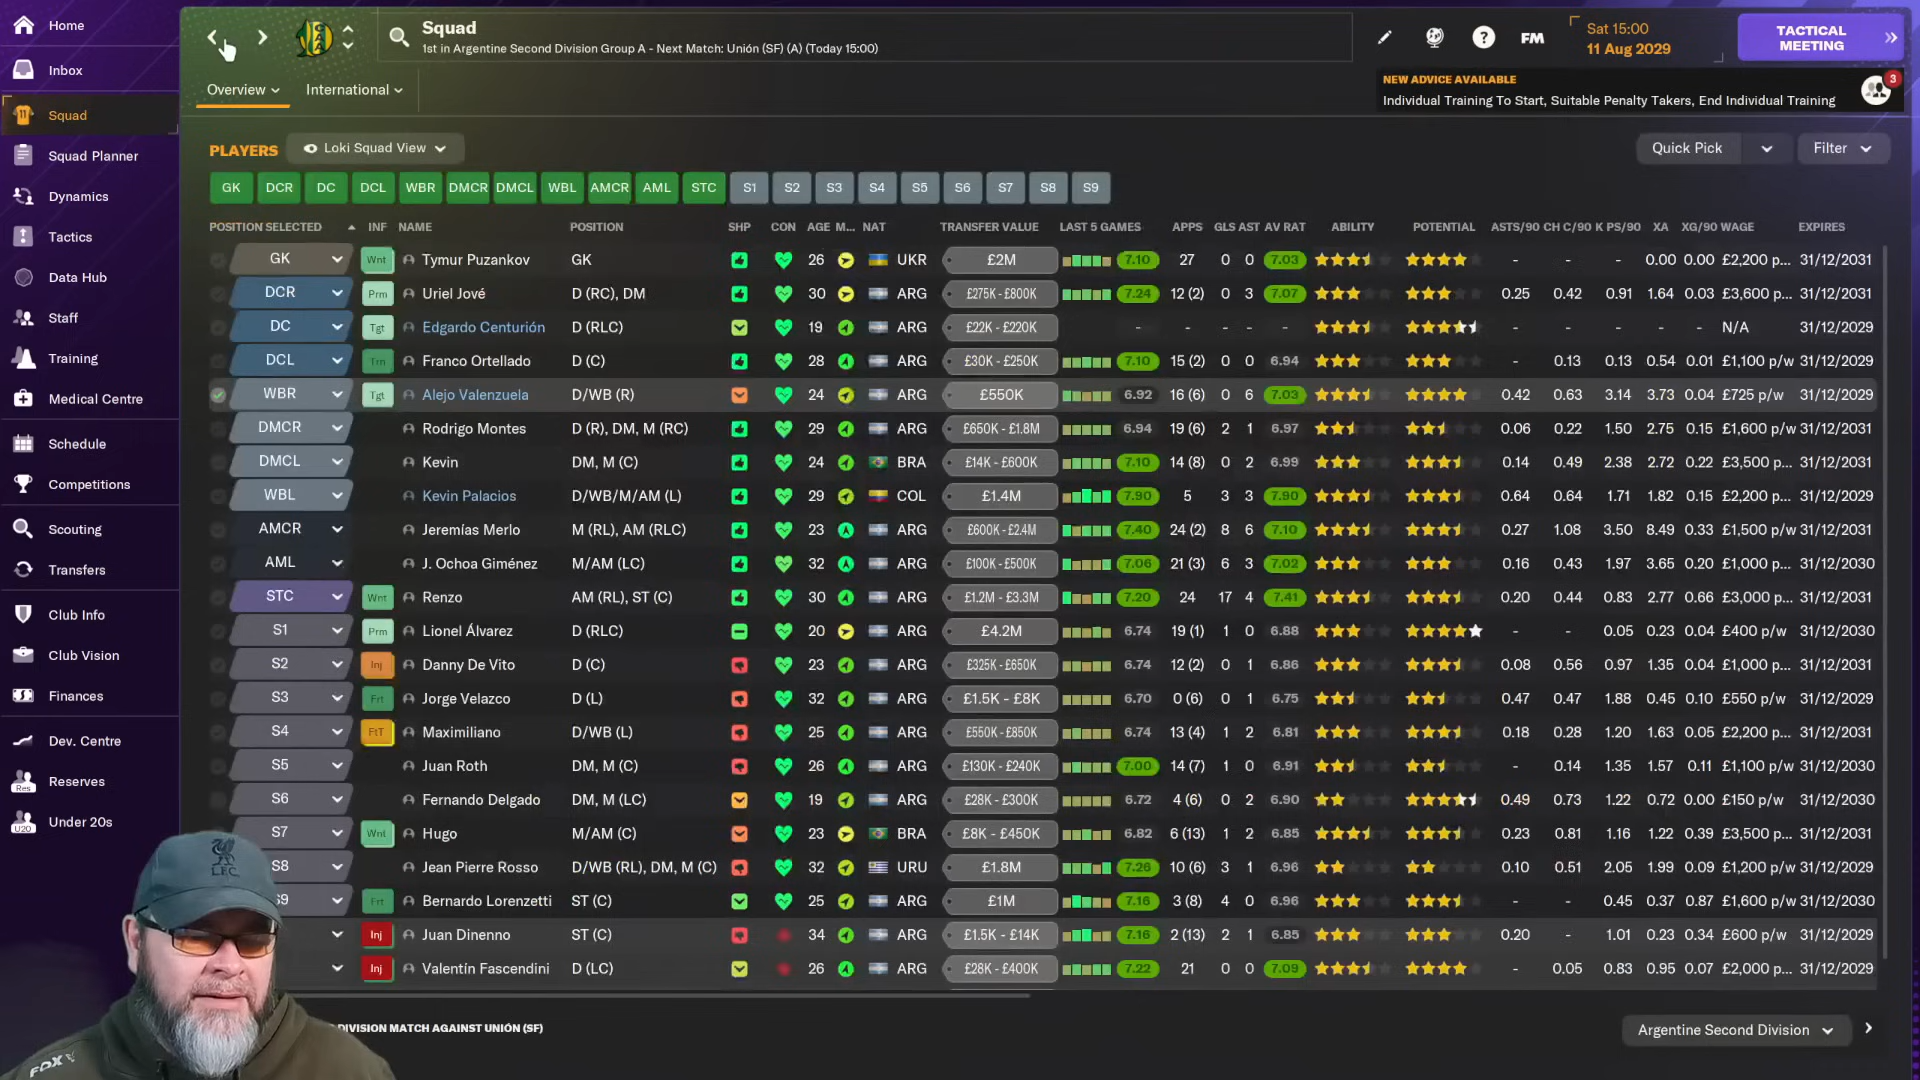 Home
Inbox
Squad
Squad Planner
Dynamics
Tactics
Data Hub
Staff
Training
Medical Centre
Schedule
Competitions
Scouting
Transfers
Club Info
Club Vision
Finances
Dev. Centre
Reserves
Under 20s
Squad
1st in Argentine Second Division Group A - Next Match: Unión (SF) (A) (Today 15:00)
FM
Sat 15:00
11 Aug 2029
TACTICAL MEETING
Overview
International
NEW ADVICE AVAILABLE
Individual Training To Start, Suitable Penalty Takers, End Individual Training
3
PLAYERS
Loki Squad View
Quick Pick
Filter
GK DCR DC DCL WBR DMCR DMCL WBL AMCR AML STC S1 S2 S3 S4 S5 S6 S7 S8 S9
POSITION SELECTED INF NAME POSITION SHP CON AGE M... NAT TRANSFER VALUE LAST 5 GAMES APPS GLS AST AV RAT ABILITY POTENTIAL ASTS/90 CH C/90 K PS/90 XA XG/90 WAGE EXPIRES
GK Wnt Tymur Puzankov GK 26 UKR £2M 7.10 27 0 0 7.03 - - - 0.00 0.00 £2,200 p... 31/12/2031
DCR Prm Uriel Jové D (RC), DM 30 ARG £275K - £800K 7.24 12 (2) 0 3 7.07 0.25 0.42 0.91 1.64 0.03 £3,600 p... 31/12/2031
DC Tgt Edgardo Centurión D (RLC) 19 ARG £22K - £220K - - - - - - - - - - N/A 31/12/2029
DCL Trn Franco Ortellado D (C) 28 ARG £30K - £250K 7.10 15 (2) 0 0 6.94 - 0.13 0.13 0.54 0.01 £1,100 p/w 31/12/2029
WBR Tgt Alejo Valenzuela D/WB (R) 24 ARG £550K 6.92 16 (6) 0 6 7.03 0.42 0.63 3.14 3.73 0.04 £725 p/w 31/12/2029
DMCR Rodrigo Montes D (R), DM, M (RC) 29 ARG £650K - £1.8M 6.94 19 (6) 2 1 6.97 0.06 0.22 1.50 2.75 0.15 £1,600 p/w 31/12/2031
DMCL Kevin DM, M (C) 24 BRA £14K - £600K 7.10 14 (8) 0 2 6.99 0.14 0.49 2.38 2.72 0.22 £3,500 p... 31/12/2031
WBL Kevin Palacios D/WB/M/AM (L) 29 COL £1.4M 7.90 5 3 3 7.90 0.64 0.64 1.71 1.82 0.15 £2,200 p... 31/12/2029
AMCR Jeremías Merlo M (RL), AM (RLC) 23 ARG £600K - £2.4M 7.40 24 (2) 8 6 7.10 0.27 1.08 3.50 8.49 0.33 £1,500 p/w 31/12/2031
AML J. Ochoa Giménez M/AM (LC) 32 ARG £100K - £500K 7.06 21 (3) 6 3 7.02 0.16 0.43 1.97 3.65 0.20 £1,000 p... 31/12/2029
STC Wnt Renzo AM (RL), ST (C) 30 ARG £1.2M - £3.3M 7.20 24 17 4 7.41 0.20 0.44 0.83 2.77 0.66 £3,000 p... 31/12/2029
S1 Prm Lionel Álvarez D (RLC) 20 ARG £4.2M 6.74 19 (1) 1 0 6.88 - - 0.05 0.23 0.04 £400 p/w 31/12/2030
S2 Inj Danny De Vito D (C) 23 ARG £325K - £650K 6.74 12 (2) 0 1 6.86 0.08 0.56 0.97 1.35 0.04 £1,000 p... 31/12/2031
S3 Frt Jorge Velazco D (L) 32 ARG £1.5K - £8K 6.70 0 (6) 0 1 6.75 0.47 0.47 1.88 0.45 0.10 £550 p/w 31/12/2029
S4 FtT Maximiliano D/WB (L) 25 ARG £550K - £850K 6.74 13 (4) 1 2 6.81 0.18 0.28 1.20 1.63 0.05 £2,200 p... 31/12/2031
S5 Juan Roth DM, M (C) 26 ARG £130K - £240K 7.00 14 (7) 1 0 6.91 - 0.14 1.35 1.57 0.11 £1,100 p/w 31/12/2030
S6 Fernando Delgado DM, M (LC) 19 ARG £28K - £300K 6.72 4 (6) 0 2 6.90 0.49 0.73 1.22 0.72 0.00 £150 p/w 31/12/2030
S7 Wnt Hugo M/AM (C) 23 BRA £8K - £450K 6.82 6 (13) 1 2 6.85 0.23 0.81 1.16 1.22 0.39 £3,500 p... 31/12/2031
S8 Jean Pierre Rosso D/WB (RL), DM, M (C) 32 URU £1.8M 7.26 10 (6) 3 1 6.96 0.10 0.51 2.05 1.99 0.09 £1,200 p/w 31/12/2029
S9 Frt Bernardo Lorenzetti ST (C) 25 ARG £1M 7.16 3 (8) 4 0 6.96 - - 0.45 0.37 0.87 £1,600 p/w 31/12/2031
Inj Juan Dinenno ST (C) 34 ARG £1.5K - £14K 7.16 2 (13) 2 1 6.85 0.20 - 1.01 0.23 0.34 £600 p/w 31/12/2029
Inj Valentín Fascendini D (LC) 26 ARG £28K - £400K 7.22 21 0 0 7.09 - 0.05 0.83 0.95 0.07 £2,000 p... 31/12/2029
DIVISION MATCH AGAINST UNIÓN (SF)
Argentine Second Division
L.F.C.
FOX